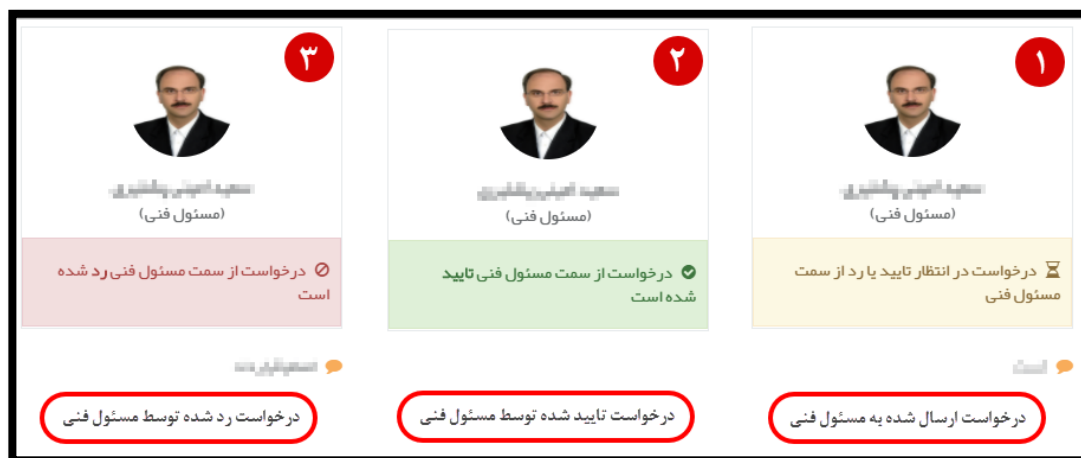 ۱
(مسئول فنی)
درخواست در انتظار تایید یا رد از سمت
مسئول فنی
درخواست ارسال شده به مسئول فنی
۲
(مسئول فنی)
درخواست از سمت مسئول فنی تایید
شده است
درخواست تایید شده توسط مسئول فنی
۳
(مسئول فنی)
درخواست از سمت مسئول فنی رد شده
است
درخواست رد شده توسط مسئول فنی